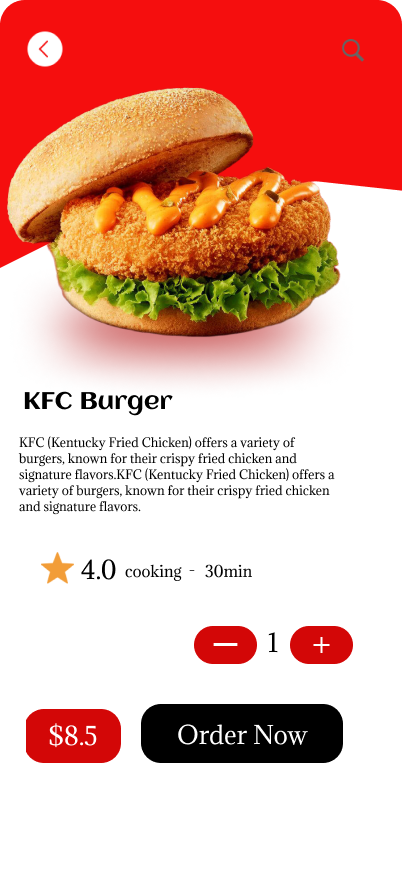 KFC Burger
KFC (Kentucky Fried Chicken) offers a variety of
burgers, known for their crispy fried chicken and
signature flavors.KFC (Kentucky Fried Chicken) offers a
variety of burgers, known for their crispy fried chicken
and signature flavors.
4.0 cooking - 30min
— 1 +
$8.5 Order Now